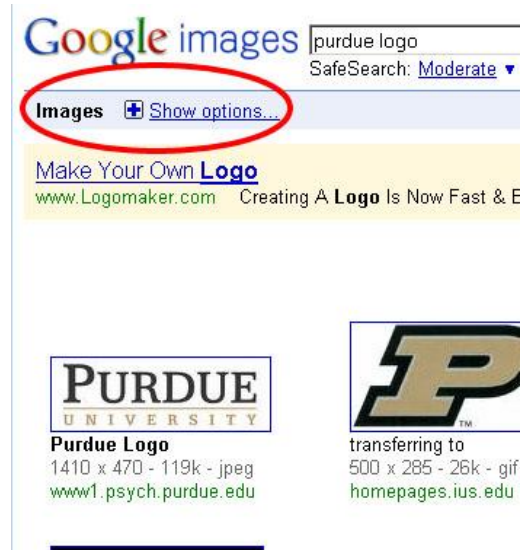 Google images purdue logo
SafeSearch: Moderate ▼
Images Show options...
Make Your Own Logo
www.Logomaker.com Creating A Logo Is Now Fast &
PURDUE
UNIVERSITY
P
TM
Purdue Logo
1410 x 470 - 119k - jpeg
www1.psych.purdue.edu
transferring to
500 x 285 - 26k - gif
homepages.ius.edu